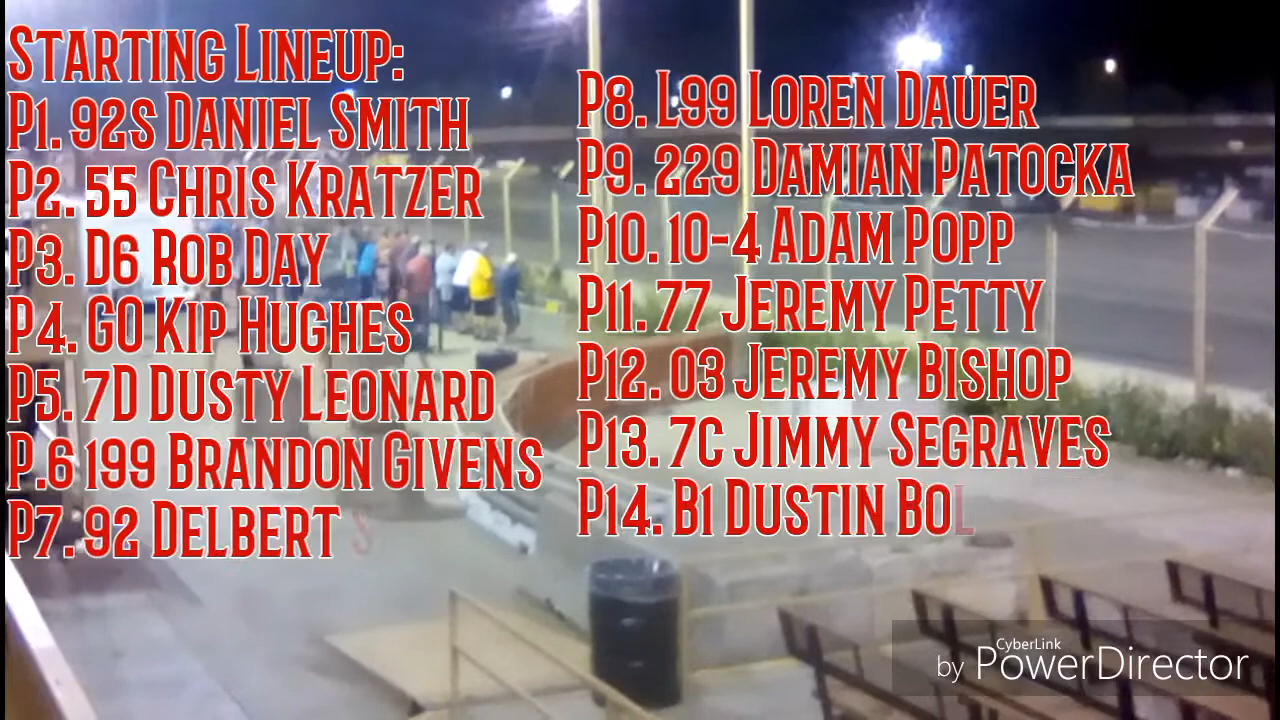 STARTING LINEUP:
P1. 92S DANIEL SMITH
P2. 55 CHRIS KRATZER
P3. D6 ROB DAY
P4. GO KIP HUGHES
P5. 7D DUSTY LEONARD
P.6 199 BRANDON GIVENS
P7. 92 DELBERT S
P8. L99 LOREN DAUER
P9. 229 DAMIAN PATOCKA
P10. 10-4 ADAM POPP
P11. 77 JEREMY PETTY
P12. 03 JEREMY BISHOP
P13. 7C JIMMY SEGRAVES
P14. B1 DUSTIN BOL
by CyberLink PowerDirector